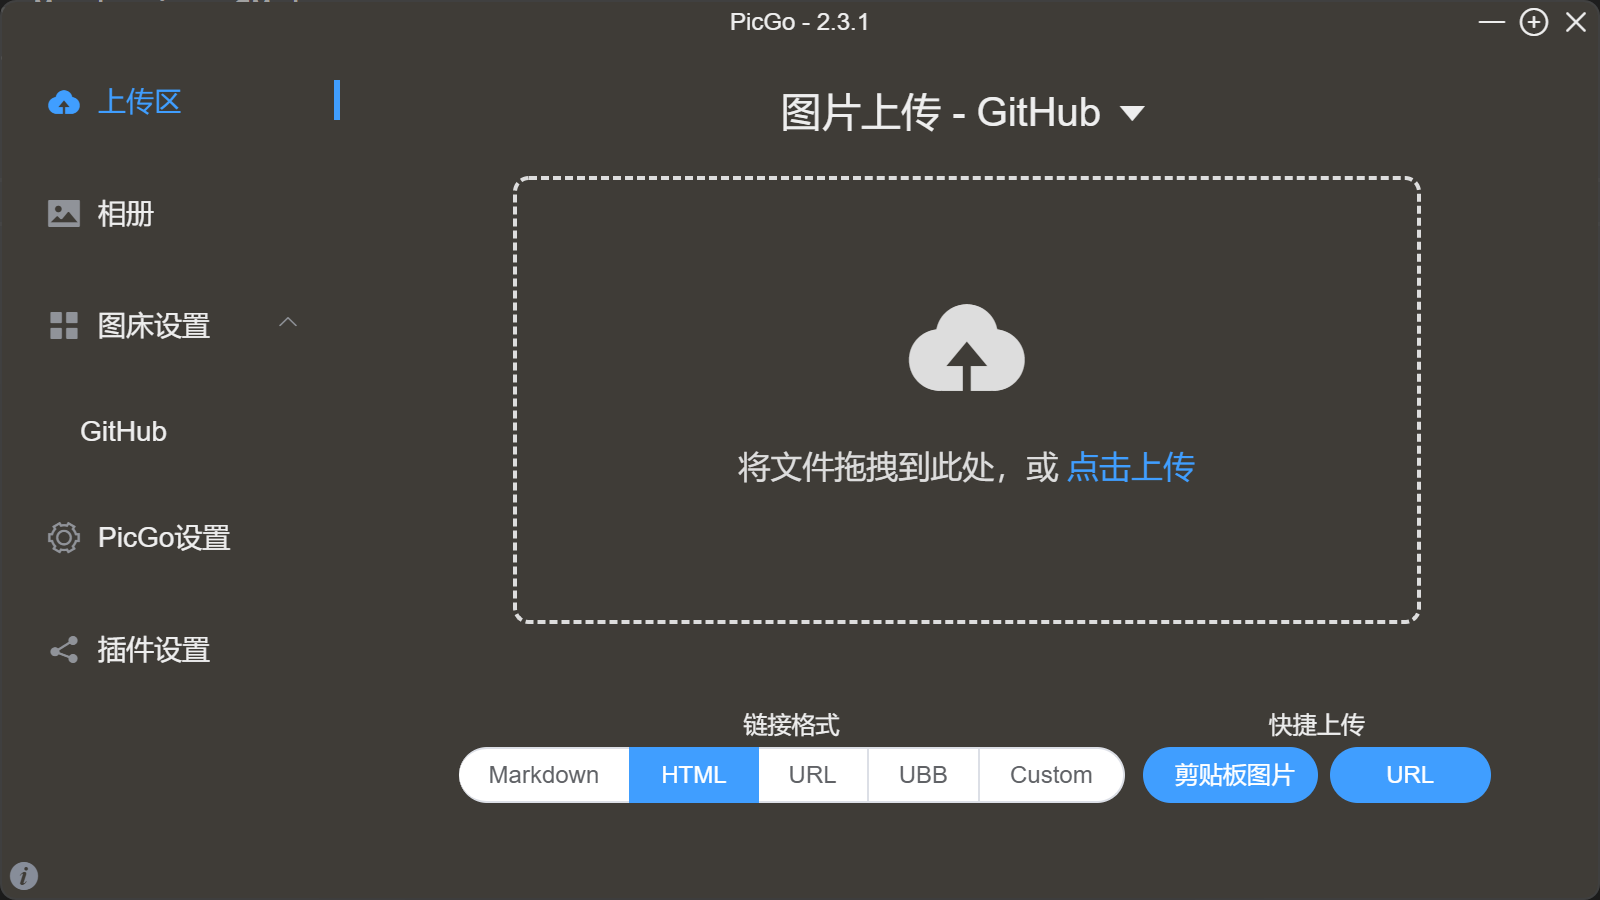 PicGo - 2.3.1
上传区
相册
图床设置
GitHub
PicGo设置
插件设置
图片上传 - GitHub
将文件拖拽到此处，或 点击上传
链接格式
Markdown HTML URL UBB Custom
快捷上传
剪贴板图片 URL
i